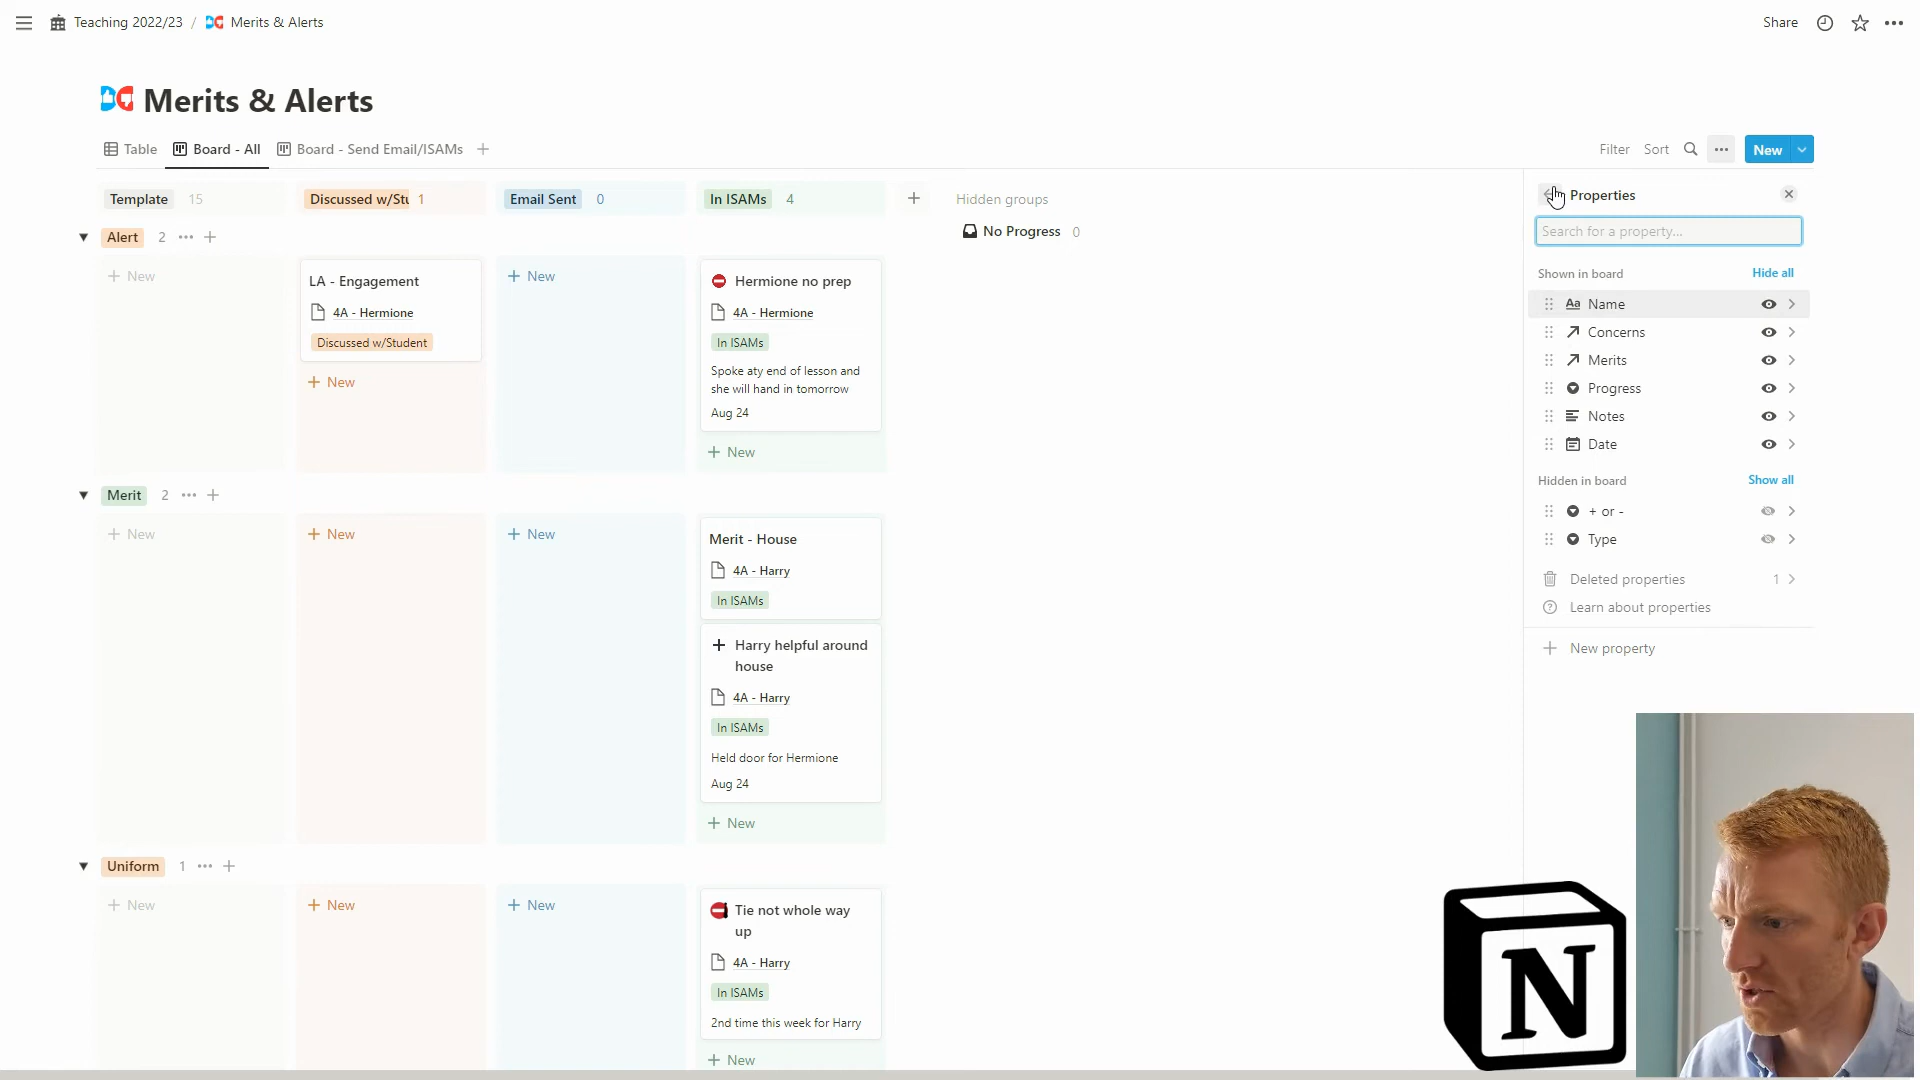 Teaching 2022/23 / Merits & Alerts
Share
Merits & Alerts
Table
Board - All
Board - Send Email/ISAMs
Filter
Sort
New
Template 15
Discussed w/Stu 1
Email Sent 0
In ISAMs 4
Hidden groups
No Progress 0
Alert 2
New
LA - Engagement
4A - Hermione
Discussed w/Student
New
New
Hermione no prep
4A - Hermione
In ISAMs
Spoke aty end of lesson and
she will hand in tomorrow
Aug 24
New
Merit 2
New
New
New
Merit - House
4A - Harry
In ISAMs
Harry helpful around
house
4A - Harry
In ISAMs
Held door for Hermione
Aug 24
New
Uniform 1
New
New
New
Tie not whole way
up
4A - Harry
In ISAMs
2nd time this week for Harry
New
Properties
Search for a property...
Shown in board
Hide all
Aa Name
Concerns
Merits
Progress
Notes
Date
Hidden in board
Show all
+ or -
Type
Deleted properties 1
Learn about properties
New property
N